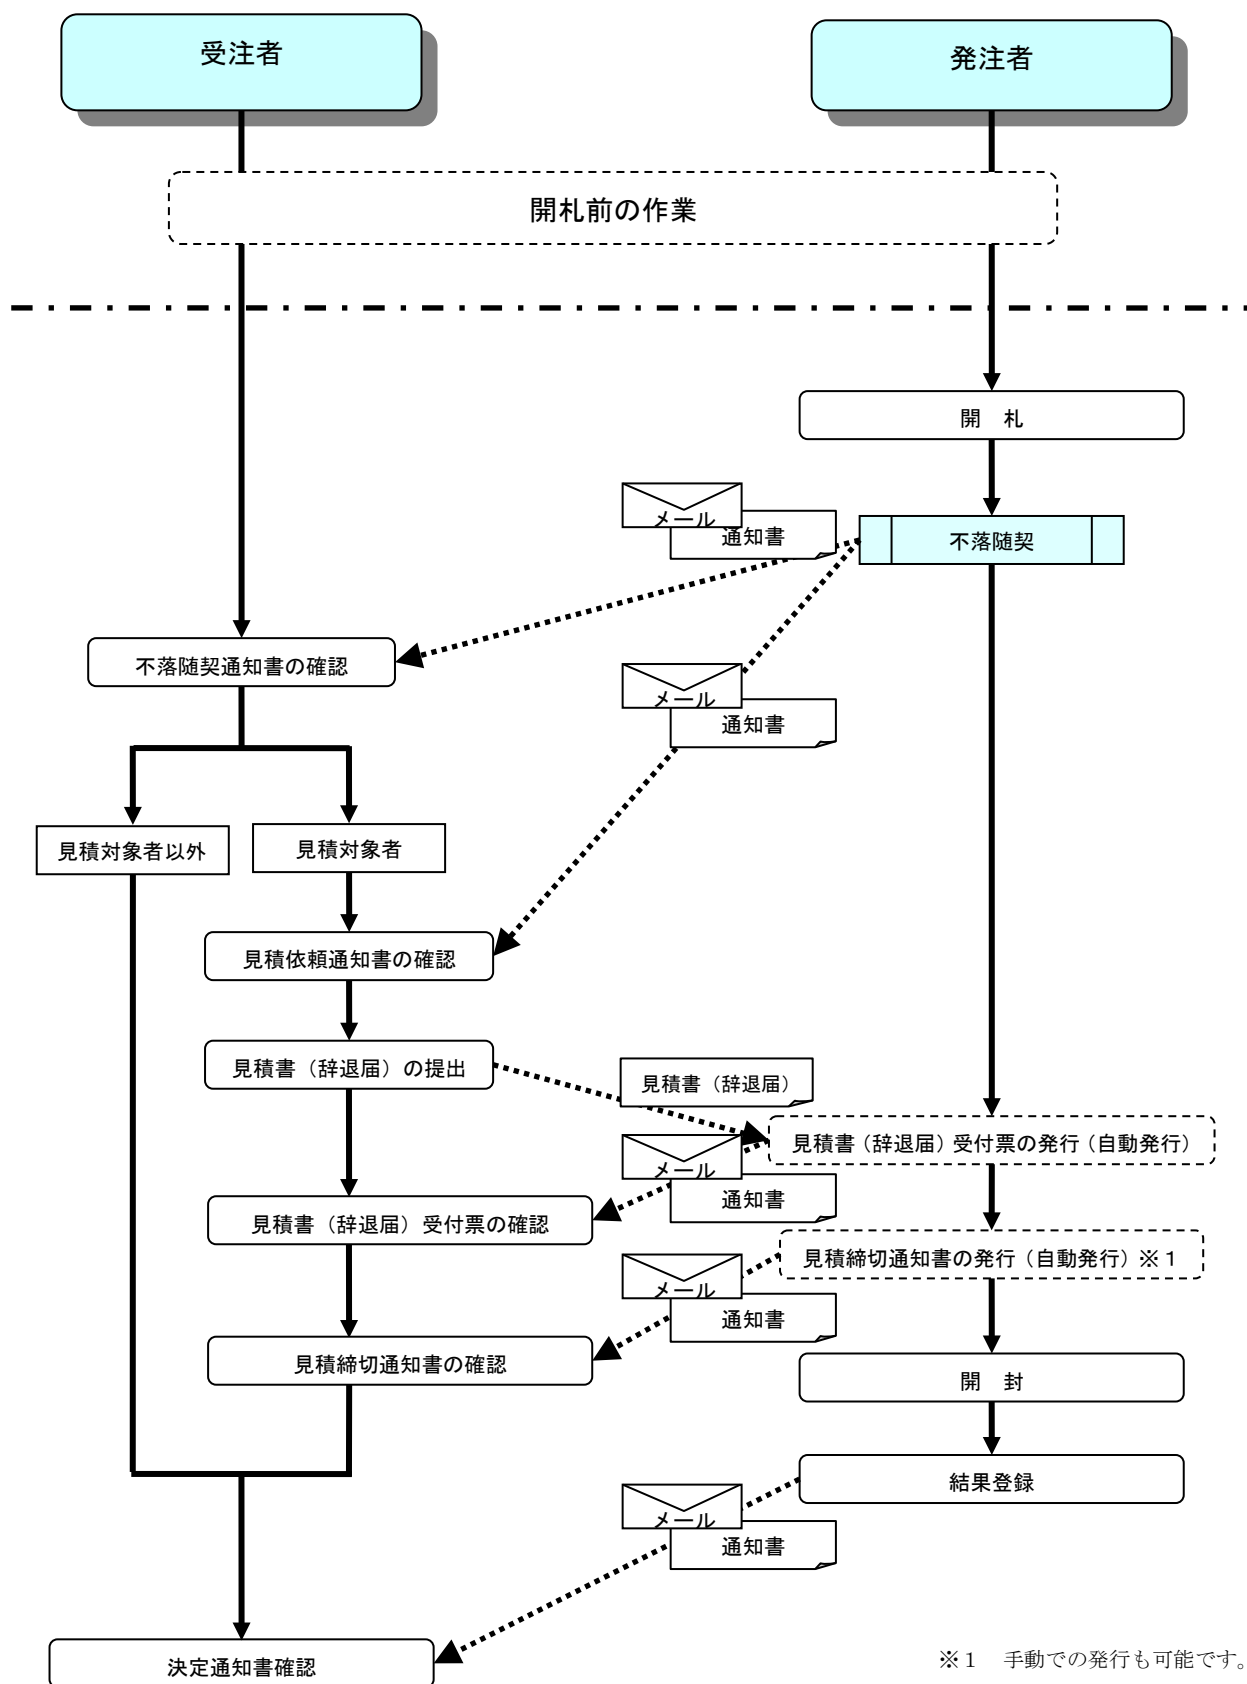 受注者
発注者
開札前の作業
開　札
メール
通知書
不落随契
不落随契通知書の確認
メール
通知書
見積対象者以外
見積対象者
見積依頼通知書の確認
見積書（辞退届）の提出
見積書（辞退届）
見積書（辞退届）受付票の発行（自動発行）
メール
通知書
見積書（辞退届）受付票の確認
見積締切通知書の発行（自動発行）※１
メール
通知書
見積締切通知書の確認
開　封
結果登録
メール
通知書
決定通知書確認
※１　手動での発行も可能です。